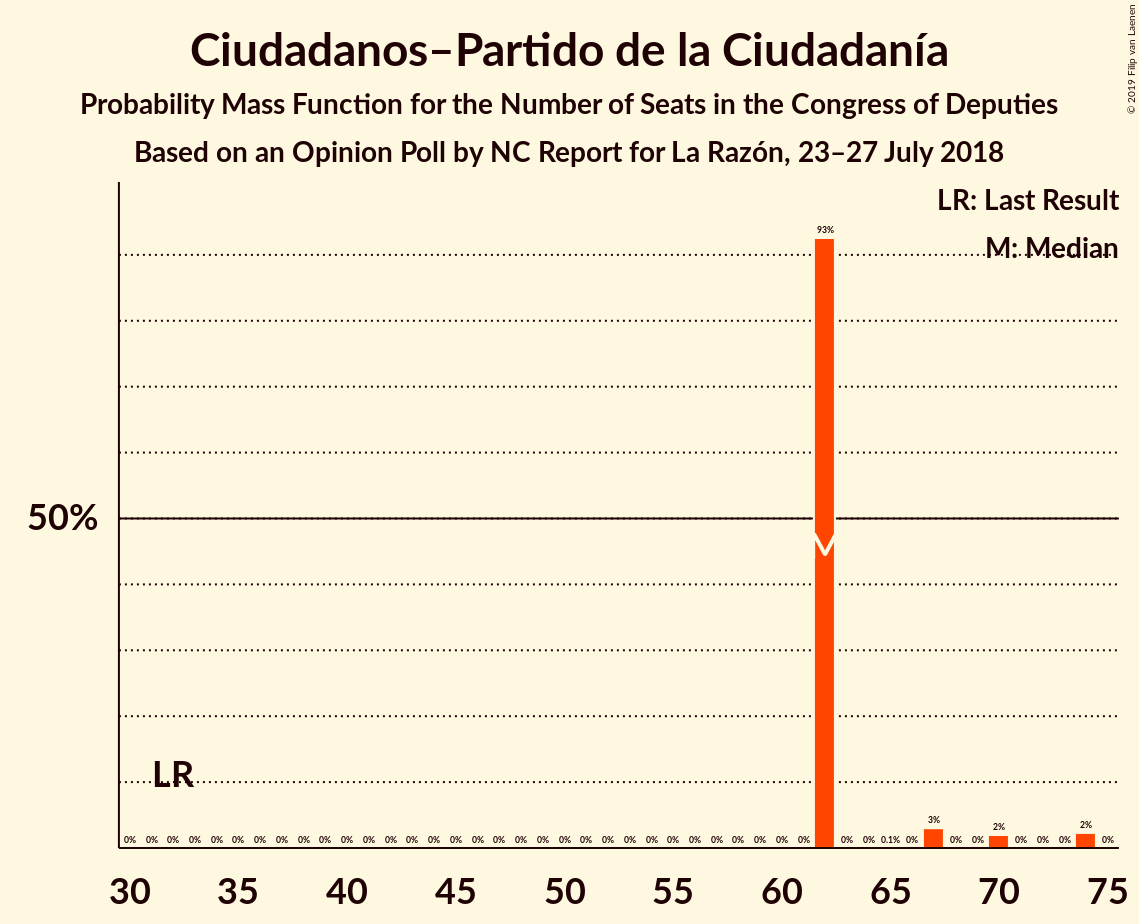 Ciudadanos–Partido de la Ciudadanía
Probability Mass Function for the Number of Seats in the Congress of Deputies
Based on an Opinion Poll by NC Report for La Razón, 23–27 July 2018
© 2019 Filip van Laenen
LR: Last Result
M: Median
93%
50%
LR
0% 0% 0% 0% 0% 0% 0% 0% 0% 0% 0% 0% 0% 0% 0% 0% 0% 0% 0% 0% 0% 0% 0% 0% 0% 0% 0% 0% 0% 0% 0% 0% 0% 0% 0.1% 0% 3% 0% 0% 2% 0% 0% 0% 2% 0%
30 35 40 45 50 55 60 65 70 75